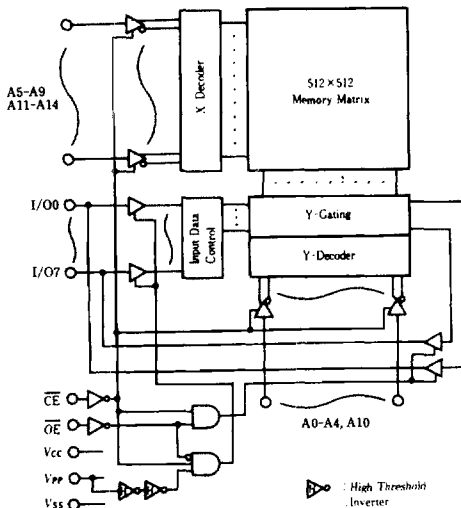 A5-A9
A11-A14
X Decoder
512×512
Memory Matrix
I/O0
I/O7
Input Data
Control
Y-Gating
Y-Decoder
CE
OE
VCC
VPP
VSS
A0-A4, A10
: High Threshold
Inverter